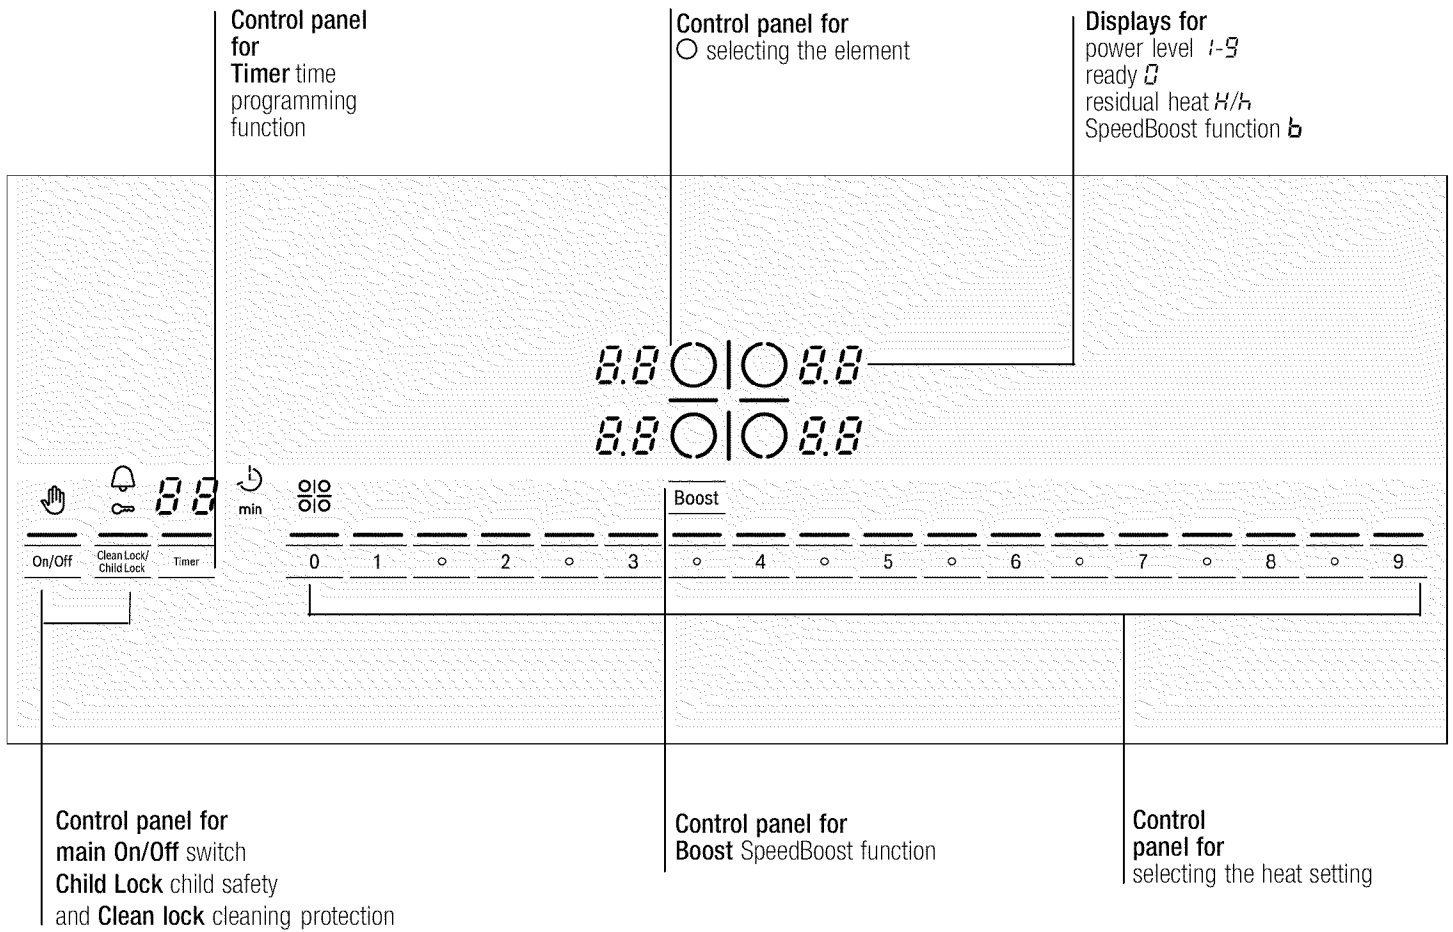 Control panel
for
Timer time
programming
function
Control panel for
○ selecting the element
Displays for
power level 1-9
ready 0
residual heat H/h
SpeedBoost function b
8.8 8.8
8.8 8.8
88
min
Boost
On/Off
Clean Lock/
Child Lock
Timer
0 1 o 2 o 3 o 4 o 5 o 6 o 7 o 8 o 9
Control panel for
main On/Off switch
Child Lock child safety
and Clean lock cleaning protection
Control panel for
Boost SpeedBoost function
Control
panel for
selecting the heat setting